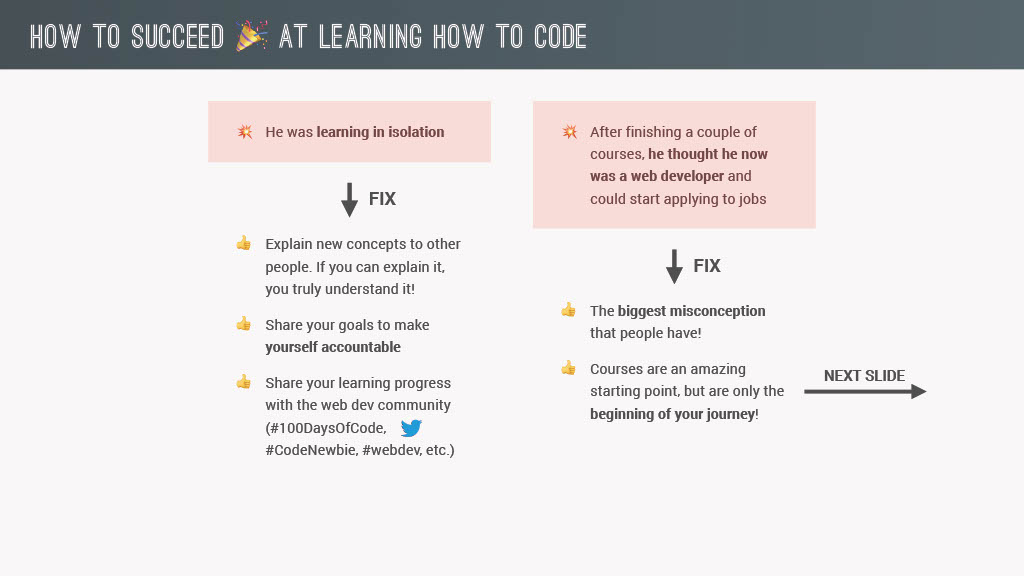 HOW TO SUCCEED 🎉 AT LEARNING HOW TO CODE
💥 He was learning in isolation
FIX
👍 Explain new concepts to other
people. If you can explain it,
you truly understand it!
👍 Share your goals to make
yourself accountable
👍 Share your learning progress
with the web dev community
(#100DaysOfCode,
#CodeNewbie, #webdev, etc.)
💥 After finishing a couple of
courses, he thought he now
was a web developer and
could start applying to jobs
FIX
👍 The biggest misconception
that people have!
👍 Courses are an amazing
starting point, but are only the
beginning of your journey!
NEXT SLIDE